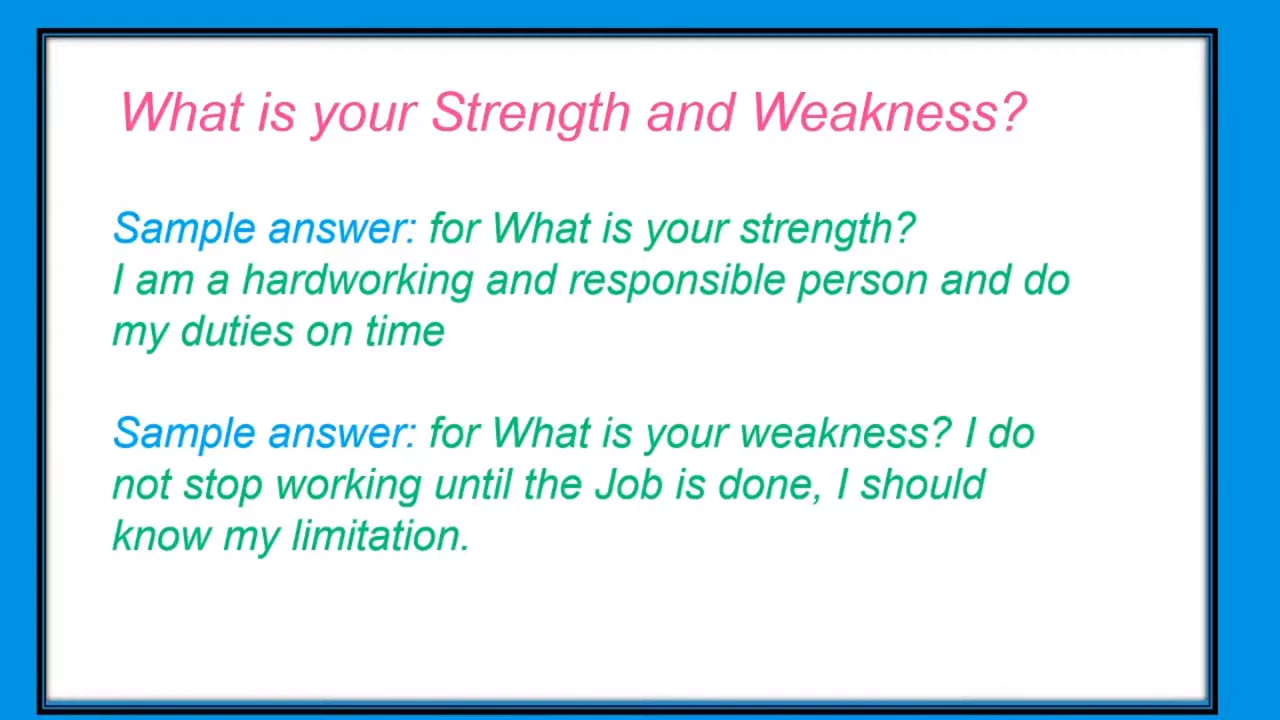 What is your Strength and Weakness?
Sample answer: for What is your strength?
I am a hardworking and responsible person and do
my duties on time
Sample answer: for What is your weakness? I do
not stop working until the Job is done, I should
know my limitation.